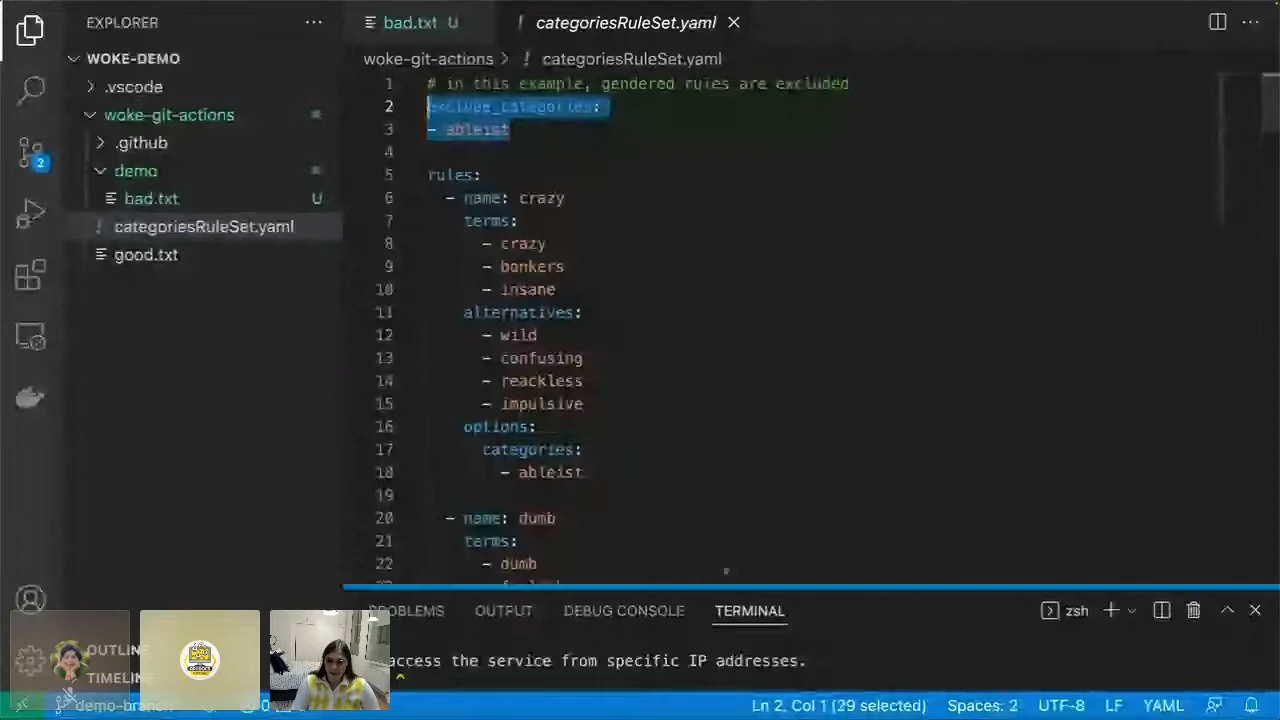 EXPLORER
bad.txt U
categoriesRuleSet.yaml
WOKE-DEMO
woke-git-actions
categoriesRuleSet.yaml
.vscode
woke-git-actions
.github
demo
bad.txt U
categoriesRuleSet.yaml
good.txt
2
1 # in this example, gendered rules are excluded
2 exclude_categories:
3 - ableist
4
5 rules:
6 - name: crazy
7 terms:
8 - crazy
9 - bonkers
10 - insane
11 alternatives:
12 - wild
13 - confusing
14 - reackless
15 - impulsive
16 options:
17 categories:
18 - ableist
19
20 - name: dumb
21 terms:
22 - dumb
PROBLEMS OUTPUT DEBUG CONSOLE TERMINAL
zsh
access the service from specific IP addresses.
OUTLINE
TIMELINE
demo-branch
Ln 2, Col 1 (29 selected) Spaces: 2 UTF-8 LF YAML